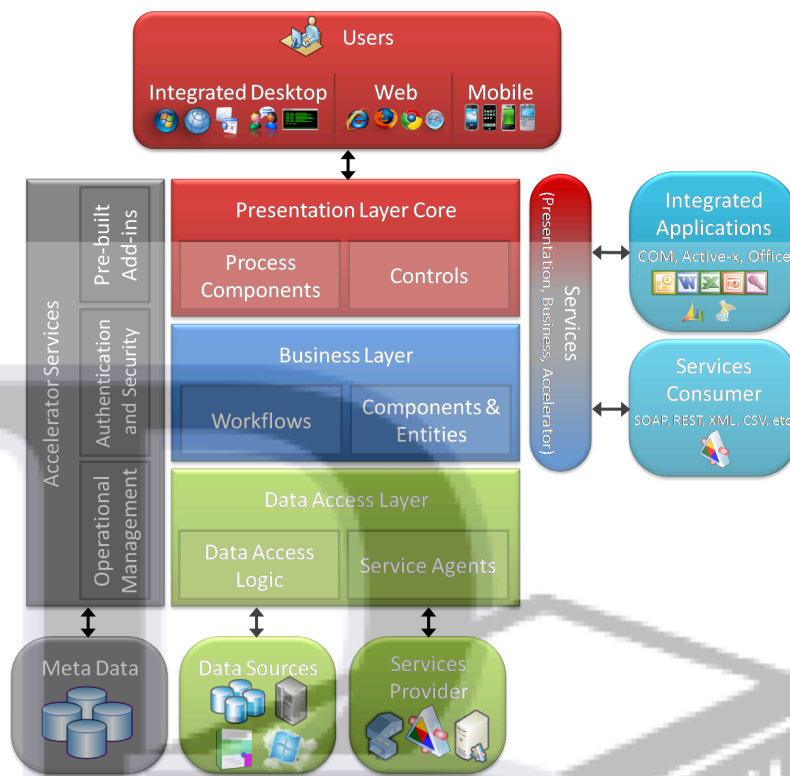 Users
Integrated Desktop
Web
Mobile
Accelerator Services
Pre-built
Add-ins
Authentication
and Security
Operational
Management
Presentation Layer Core
Process
Components
Controls
Business Layer
Workflows
Components &
Entities
Data Access Layer
Data Access
Logic
Service Agents
Services
(Presentation, Business, Accelerator)
Integrated
Applications
COM, Active-x, Office
Services
Consumer
SOAP, REST, XML, CSV, etc
Meta Data
Data Sources
Services
Provider